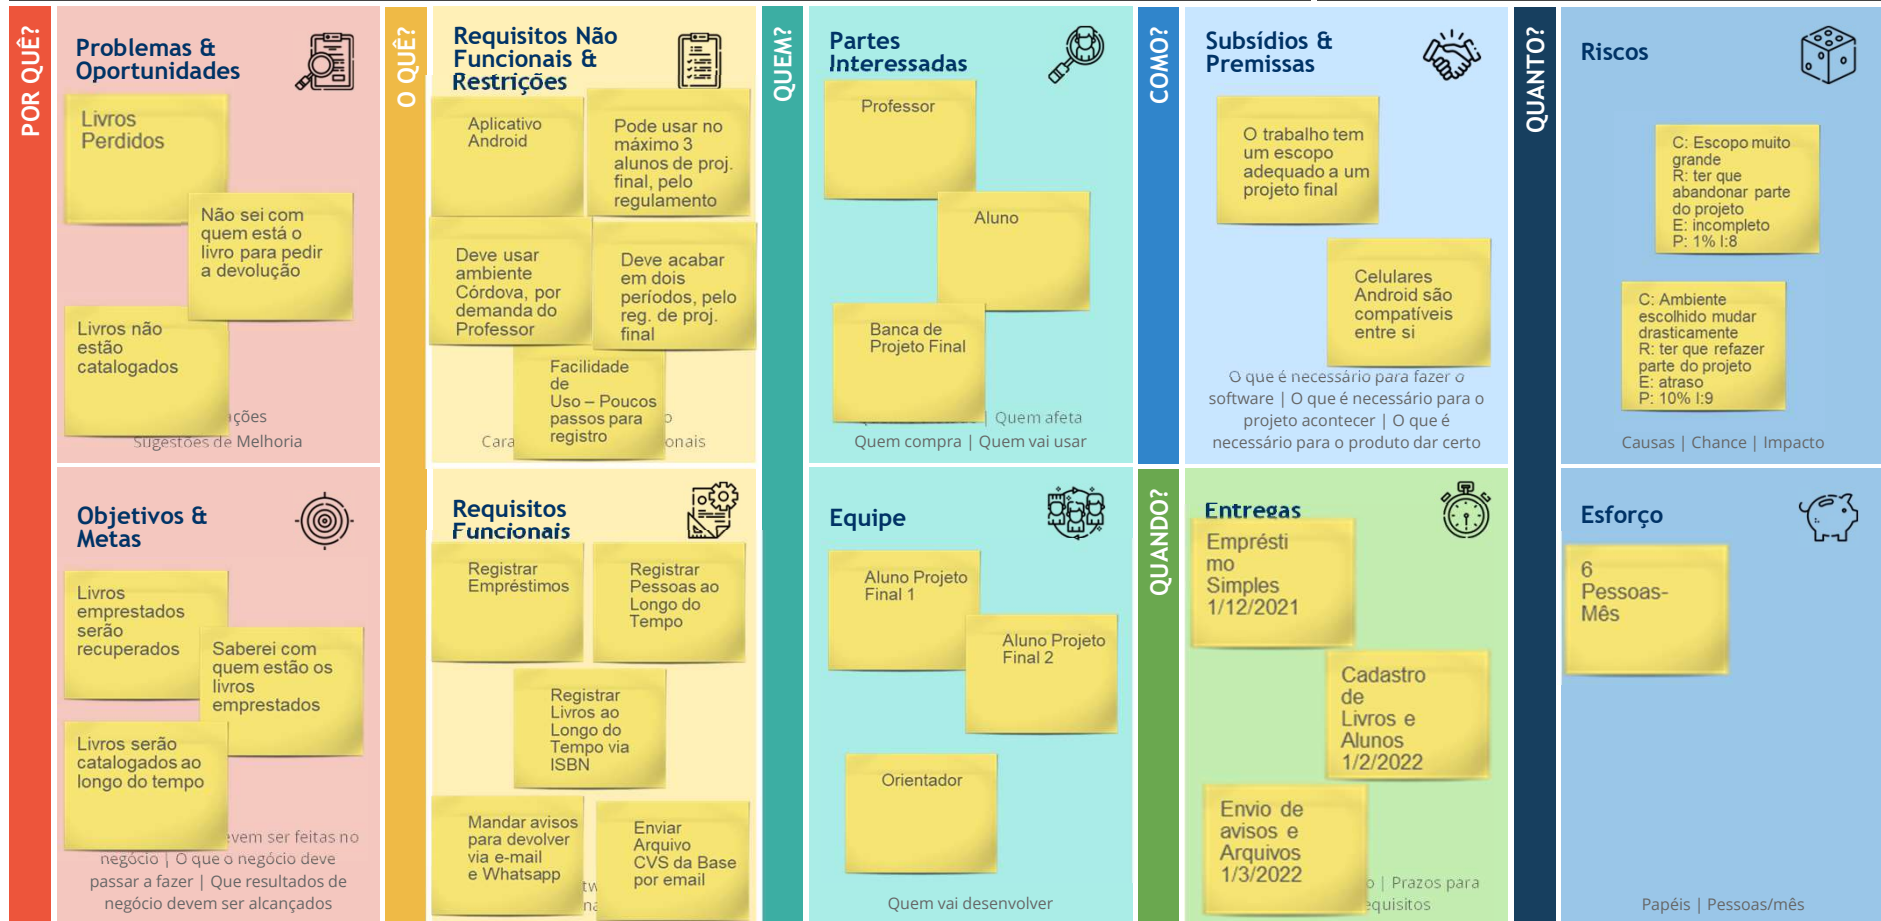 POR QUÊ?
Problemas &
Oportunidades
Livros
Perdidos
Não sei com
quem está o
livro para pedir
a devolução
Livros não
estão
catalogados
ções
Sugestões de Melhoria
Objetivos &
Metas
Livros
emprestados
serão
recuperados
Saberei com
quem estão os
livros
emprestados
Livros serão
catalogados ao
longo do tempo
evem ser feitas no
negócio | O que o negócio deve
passar a fazer | Que resultados de
negócio devem ser alcançados
O QUÊ?
Requisitos Não
Funcionais &
Restrições
Aplicativo
Android
Pode usar no
máximo 3
alunos de proj.
final, pelo
regulamento
Deve usar
ambiente
Córdova, por
demanda do
Professor
Deve acabar
em dois
períodos, pelo
reg. de proj.
final
Facilidade
de
Uso – Poucos
passos para
registro
o
Cara
onais
Requisitos
Funcionais
Registrar
Empréstimos
Registrar
Pessoas ao
Longo do
Tempo
Registrar
Livros ao
Longo do
Tempo via
ISBN
Mandar avisos
para devolver
via e-mail
e Whatsapp
Enviar
Arquivo
CVS da Base
por email
QUEM?
Partes
Interessadas
Professor
Aluno
Banca de
Projeto Final
| Quem afeta
Quem compra | Quem vai usar
Equipe
Aluno Projeto
Final 1
Aluno Projeto
Final 2
Orientador
Quem vai desenvolver
COMO?
Subsídios &
Premissas
O trabalho tem
um escopo
adequado a um
projeto final
Celulares
Android são
compatíveis
entre si
O que é necessário para fazer o
software | O que é necessário para o
projeto acontecer | O que é
necessário para o produto dar certo
QUANDO?
Entregas
Emprésti
mo
Simples
1/12/2021
Cadastro
de
Livros e
Alunos
1/2/2022
Envio de
avisos e
Arquivos
1/3/2022
o | Prazos para
equisitos
QUANTO?
Riscos
C: Escopo muito
grande
R: ter que
abandonar parte
do projeto
E: incompleto
P: 1% I:8
C: Ambiente
escolhido mudar
drasticamente
R: ter que refazer
parte do projeto
E: atraso
P: 10% I:9
Causas | Chance | Impacto
Esforço
6
Pessoas-
Mês
Papéis | Pessoas/mês